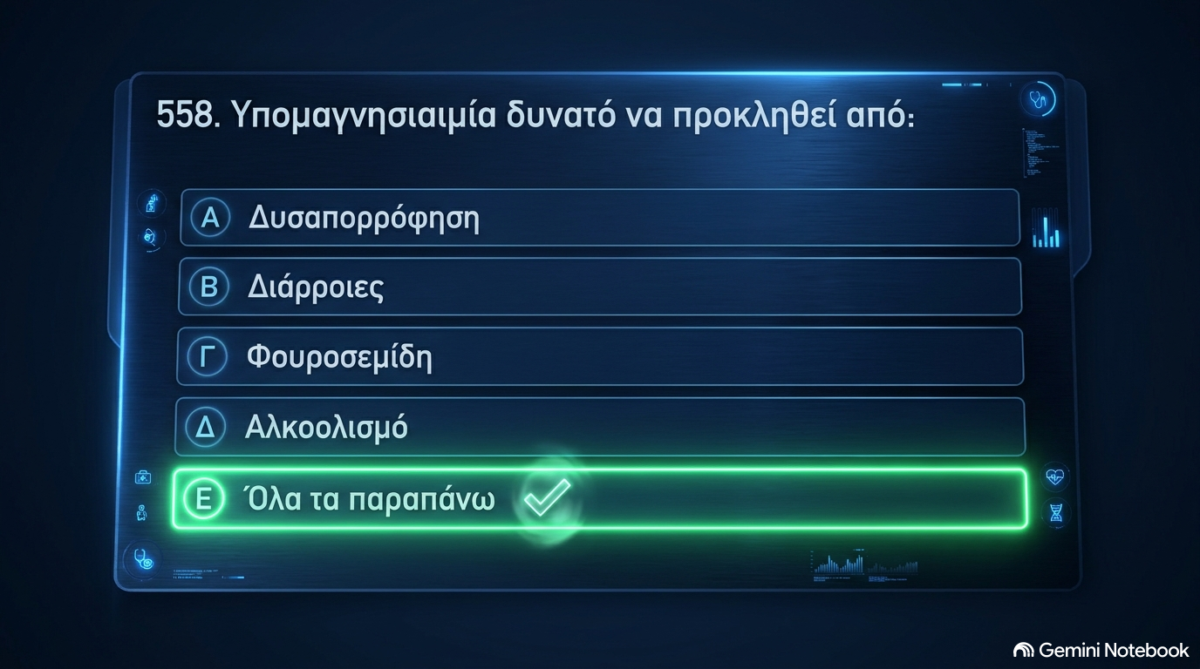 558. Υπομαγνησιαιμία δυνατό να προκληθεί από:
Α Δυσαπορρόφηση
Β Διάρροιες
Γ Φουροσεμίδη
Δ Αλκοολισμό
Ε Όλα τα παραπάνω
Gemini Notebook